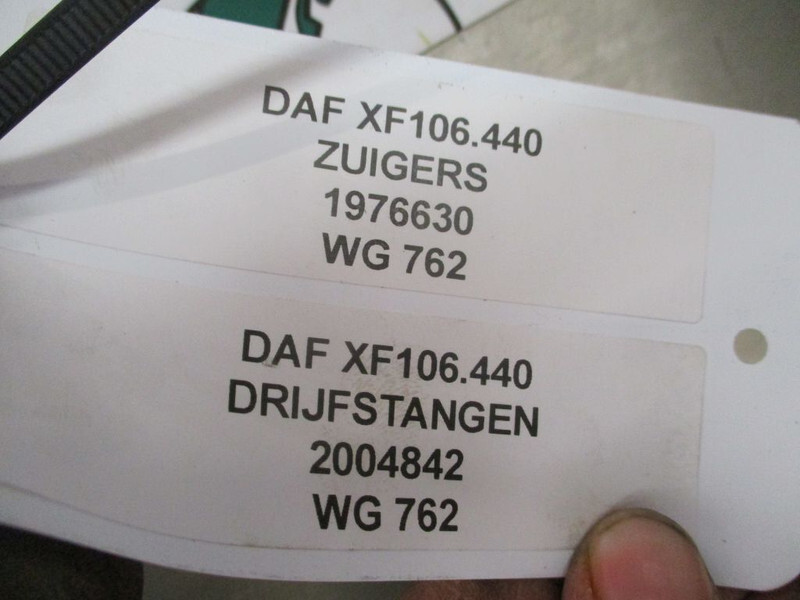 DAF XF106.440
ZUIGERS
1976630
WG 762
DAF XF106.440
DRIJFSTANGEN
2004842
WG 762